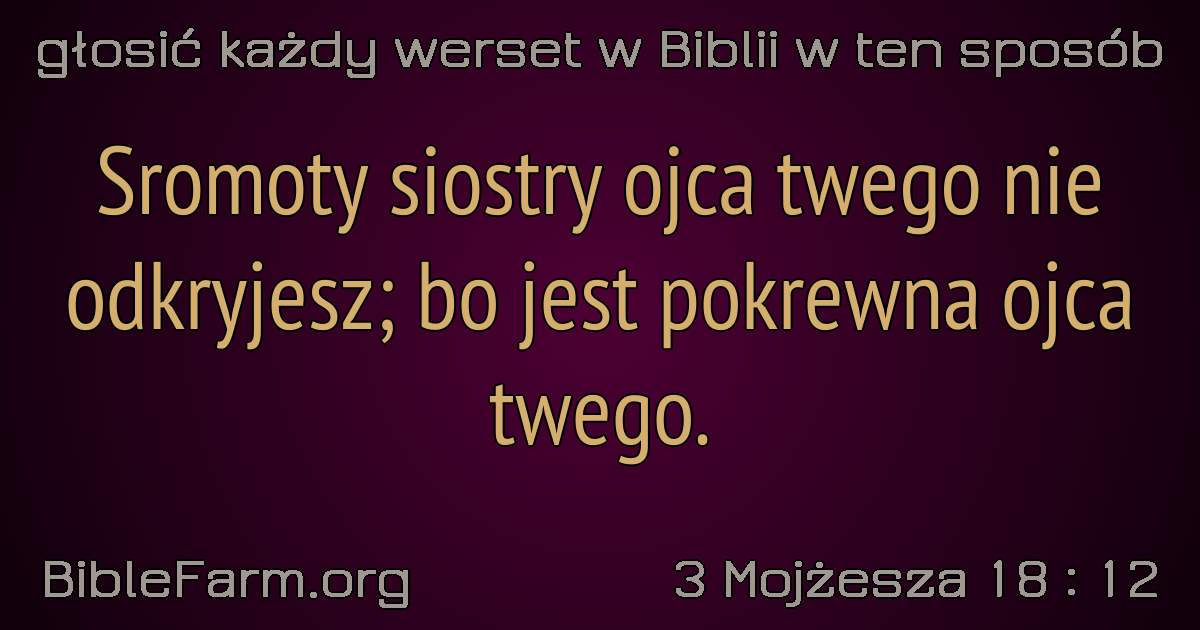 głosić każdy werset w Biblii w ten sposób
Sromoty siostry ojca twego nie
odkryjesz; bo jest pokrewna ojca
twego.
BibleFarm.org
3 Mojżesza 18 : 12